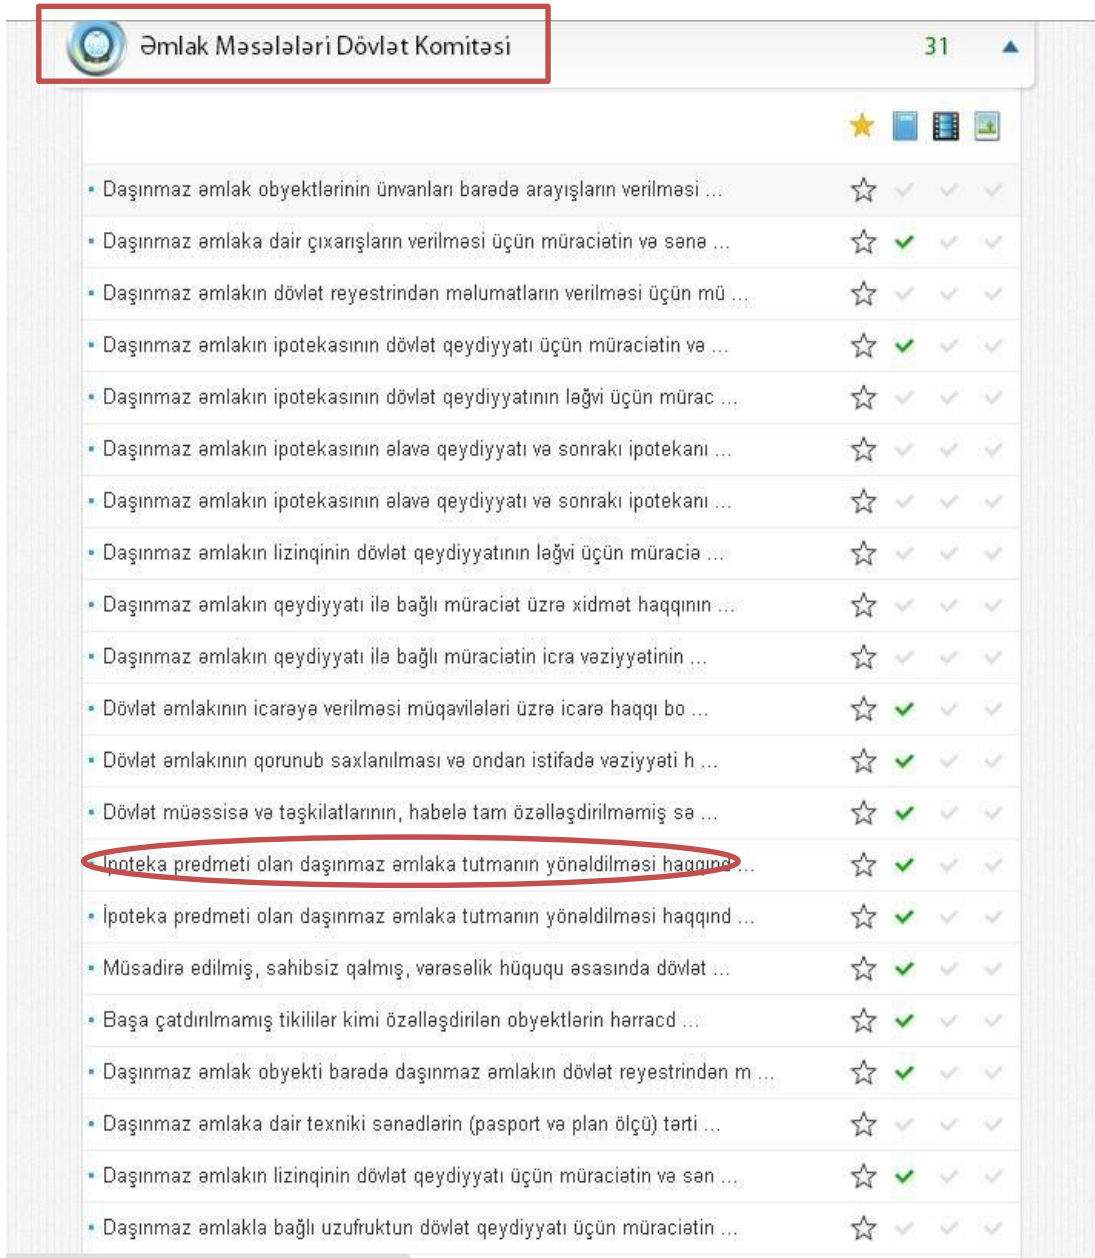 Əmlak Məsələləri Dövlət Komitəsi 31
Daşınmaz əmlak obyektlərinin ünvanları barədə arayışların verilməsi ...
Daşınmaz əmlaka dair çıxarışların verilməsi üçün müraciətin və sənə ...
Daşınmaz əmlakın dövlət reyestrindən məlumatların verilməsi üçün mü ...
Daşınmaz əmlakın ipotekasının dövlət qeydiyyatı üçün müraciətin və ...
Daşınmaz əmlakın ipotekasının dövlət qeydiyyatının ləğvi üçün mürac ...
Daşınmaz əmlakın ipotekasının əlavə qeydiyyatı və sonrakı ipotekanı ...
Daşınmaz əmlakın ipotekasının əlavə qeydiyyatı və sonrakı ipotekanı ...
Daşınmaz əmlakın lizinqinin dövlət qeydiyyatının ləğvi üçün müraciə ...
Daşınmaz əmlakın qeydiyyatı ilə bağlı müraciət üzrə xidmət haqqının ...
Daşınmaz əmlakın qeydiyyatı ilə bağlı müraciətin icra vəziyyətinin ...
Dövlət əmlakının icarəyə verilməsi müqavilələri üzrə icarə haqqı bo ...
Dövlət əmlakının qorunub saxlanılması və ondan istifadə vəziyyəti h ...
Dövlət müəssisə və təşkilatlarının, habelə tam özəlləşdirilməmiş sə ...
İpoteka predmeti olan daşınmaz əmlaka tutmanın yönəldilməsi haqqınd ...
İpoteka predmeti olan daşınmaz əmlaka tutmanın yönəldilməsi haqqınd ...
Müsadirə edilmiş, sahibsiz qalmış, vərəsəlik hüququ əsasında dövlət ...
Başa çatdırılmamış tikililər kimi özəlləşdirilən obyektlərin hərracd ...
Daşınmaz əmlak obyekti barədə daşınmaz əmlakın dövlət reyestrindən m ...
Daşınmaz əmlaka dair texniki sənədlərin (pasport və plan ölçü) tərti ...
Daşınmaz əmlakın lizinqinin dövlət qeydiyyatı üçün müraciətin və sən ...
Daşınmaz əmlakla bağlı uzufruktun dövlət qeydiyyatı üçün müraciətin ...